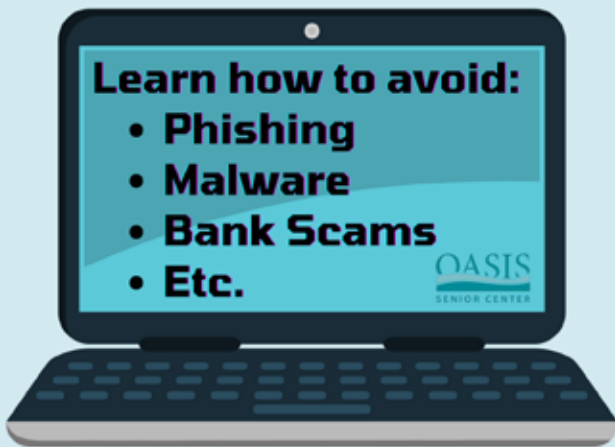 Learn how to avoid:
• Phishing
• Malware
• Bank Scams
• Etc.
OASIS
SENIOR CENTER